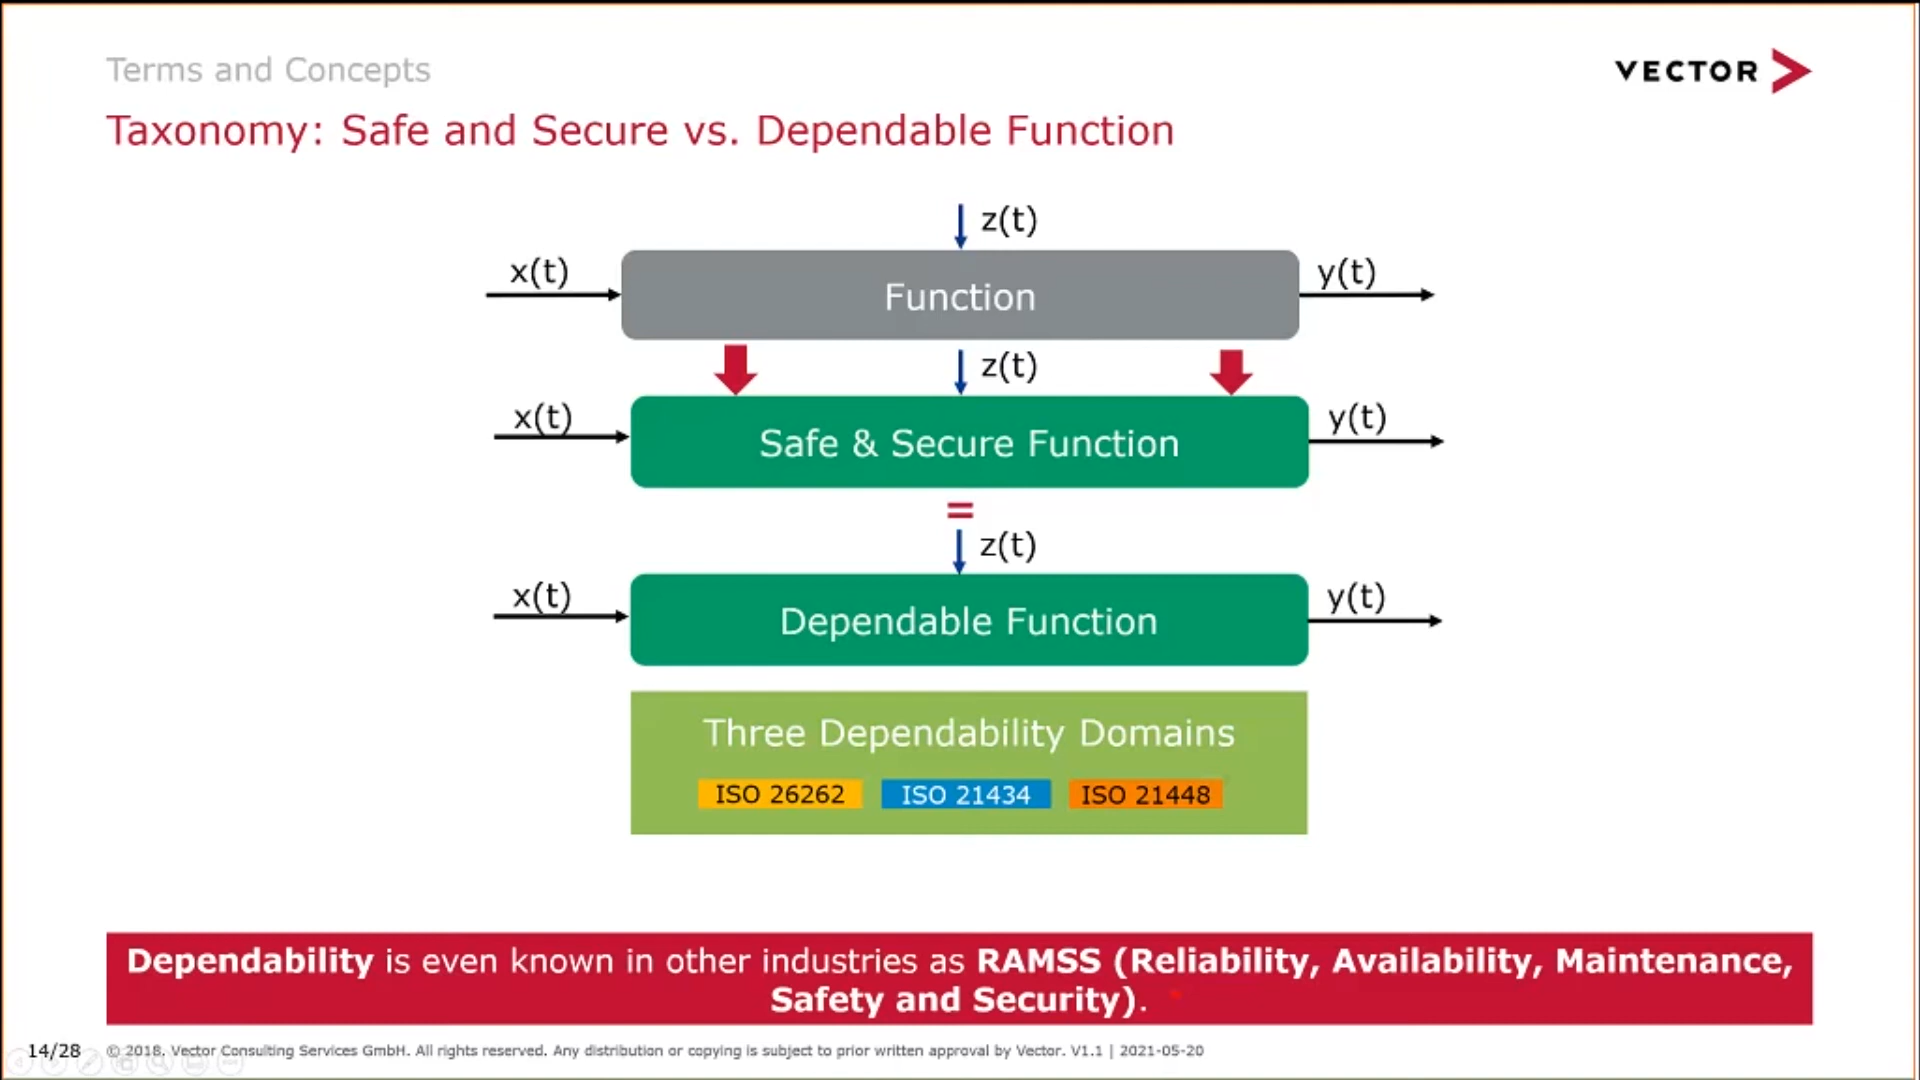 Terms and Concepts
VECTOR
Taxonomy: Safe and Secure vs. Dependable Function
z(t)
x(t)
Function
y(t)
z(t)
x(t)
Safe & Secure Function
y(t)
=
z(t)
x(t)
Dependable Function
y(t)
Three Dependability Domains
ISO 26262 ISO 21434 ISO 21448
Dependability is even known in other industries as RAMSS (Reliability, Availability, Maintenance,
Safety and Security).
14/28 © 2018. Vector Consulting Services GmbH. All rights reserved. Any distribution or copying is subject to prior written approval by Vector. V1.1 | 2021-05-20